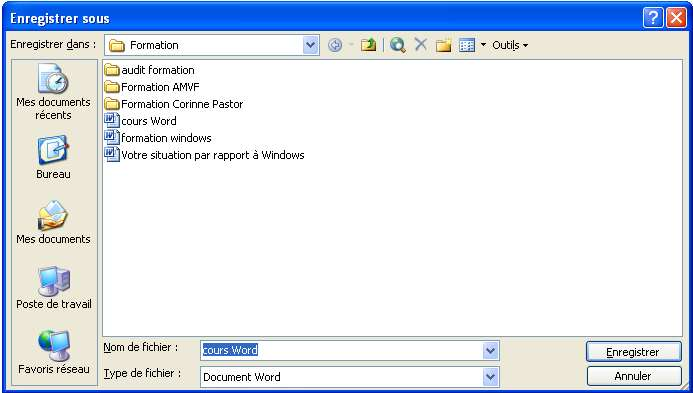 Enregistrer sous
Enregistrer dans :
Formation
Outils
Mes documents
récents
Bureau
Mes documents
Poste de travail
Favoris réseau
audit formation
Formation AMVF
Formation Corinne Pastor
cours Word
formation windows
Votre situation par rapport à Windows
Nom de fichier :
cours Word
Enregistrer
Type de fichier :
Document Word
Annuler